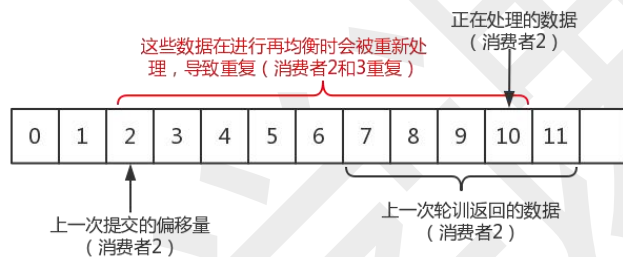 正在处理的数据
（消费者2）
这些数据在进行再均衡时会被重新处
理，导致重复（消费者2和3重复）
0 1 2 3 4 5 6 7 8 9 10 11
上一次提交的偏移量
（消费者2）
上一次轮训返回的数据
（消费者2）